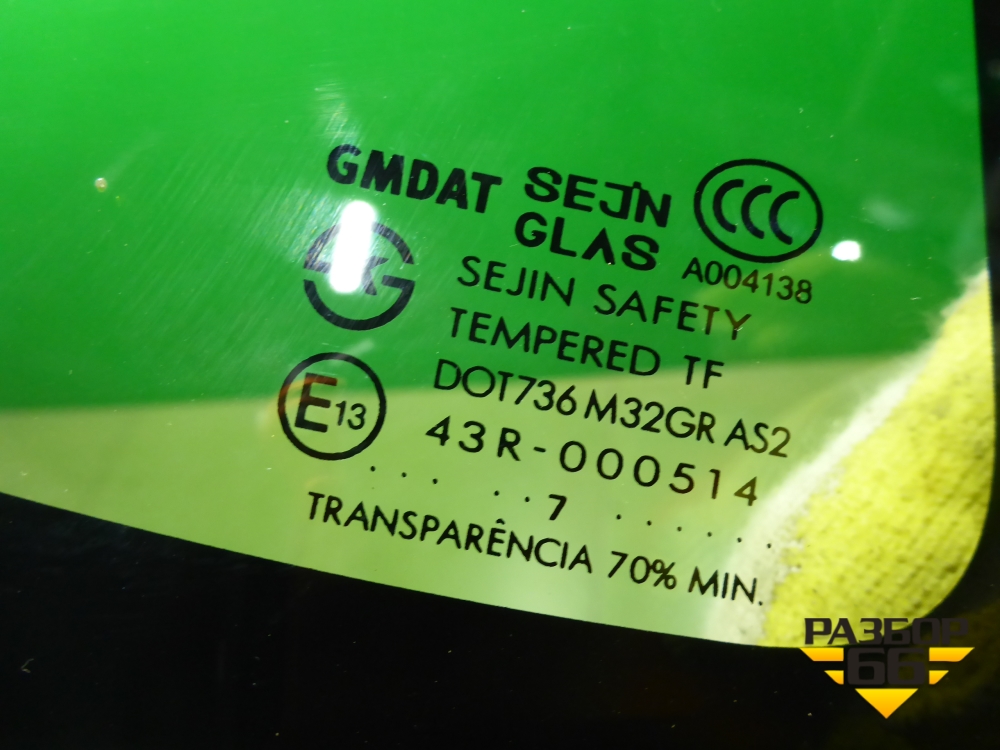 GMDAT SEJIN
GLAS
CCC
A004138
SEJIN SAFETY
TEMPERED TF
DOT736 M32GR AS2
E13
43R-000514
. . . . . 7 . . . . .
TRANSPARÊNCIA 70% MIN.
РАЗБОР
66